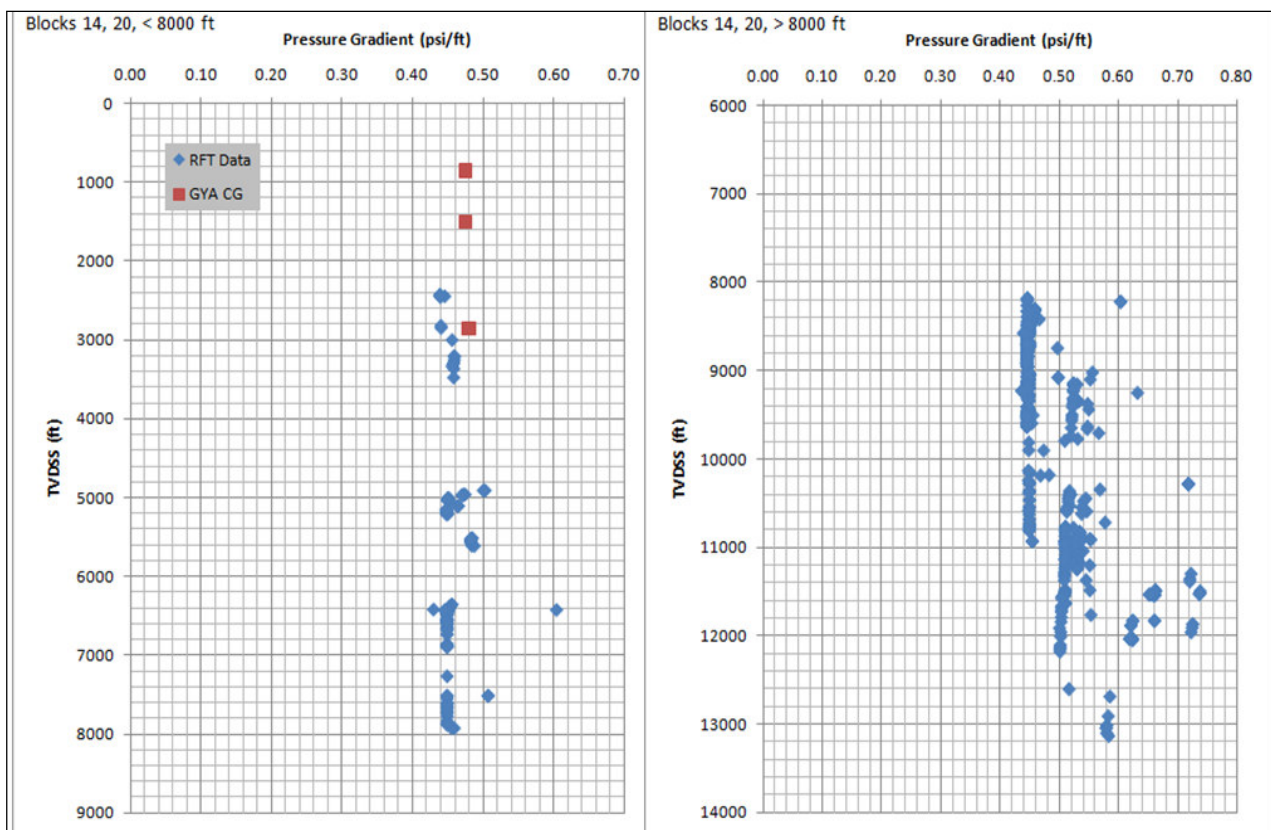 Blocks 14, 20, < 8000 ft
Pressure Gradient (psi/ft)
0.00 0.10 0.20 0.30 0.40 0.50 0.60 0.70
0
1000
2000
3000
4000
5000
6000
7000
8000
9000
TVDSS (ft)
RFT Data
GYA CG
Blocks 14, 20, > 8000 ft
Pressure Gradient (psi/ft)
0.00 0.10 0.20 0.30 0.40 0.50 0.60 0.70 0.80
6000
7000
8000
9000
10000
11000
12000
13000
14000
TVDSS (ft)